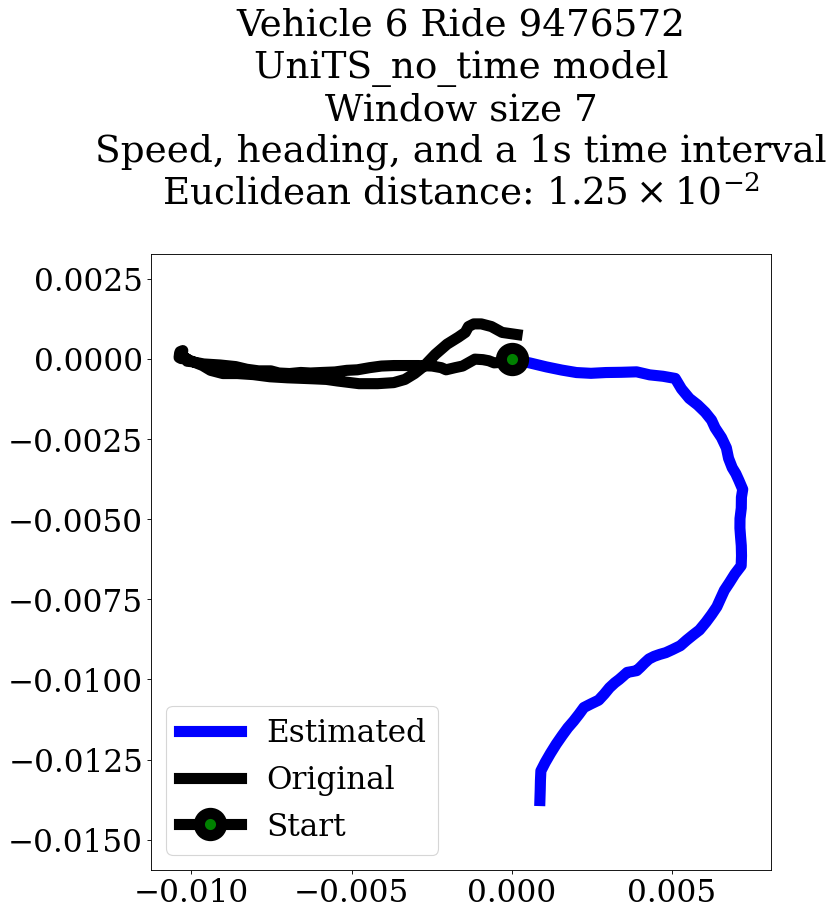 Vehicle 6 Ride 9476572
UniTS_no_time model
Window size 7
Speed, heading, and a 1s time interval
Euclidean distance: 1.25 × 10⁻²
0.0025
0.0000
−0.0025
−0.0050
−0.0075
−0.0100
−0.0125
−0.0150
Estimated
Original
Start
−0.010 −0.005 0.000 0.005